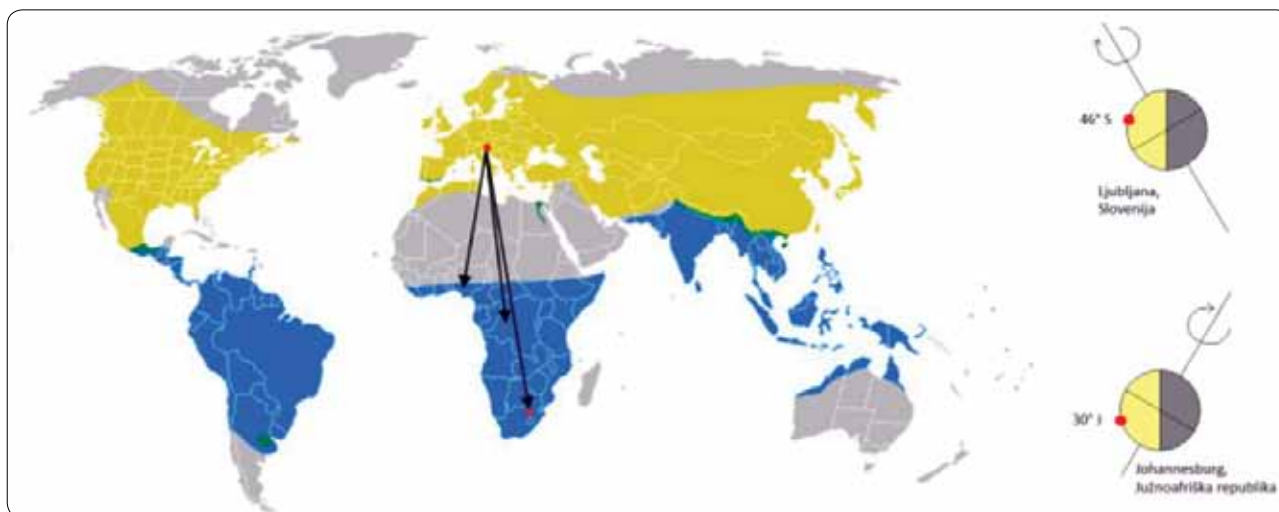 46° S
Ljubljana,
Slovenija
30° J
Johannesburg,
Južnoafriška republika